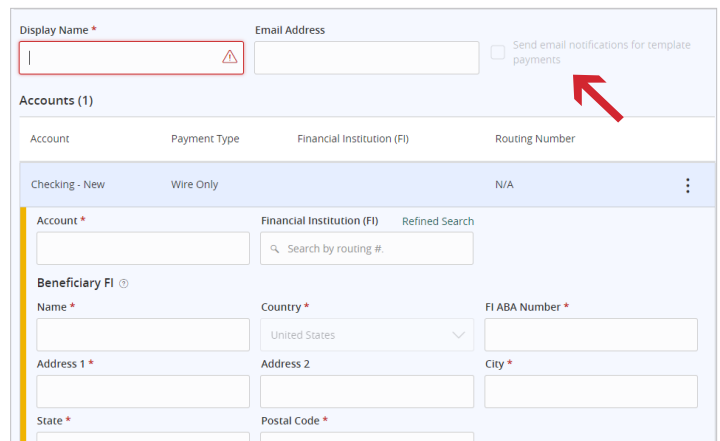 Display Name * Email Address
Send email notifications for template
payments
Accounts (1)
Account Payment Type Financial Institution (FI) Routing Number
Checking - New Wire Only N/A
Account * Financial Institution (FI) Refined Search
Search by routing #.
Beneficiary FI
Name * Country * FI ABA Number *
United States
Address 1 * Address 2 City *
State * Postal Code *